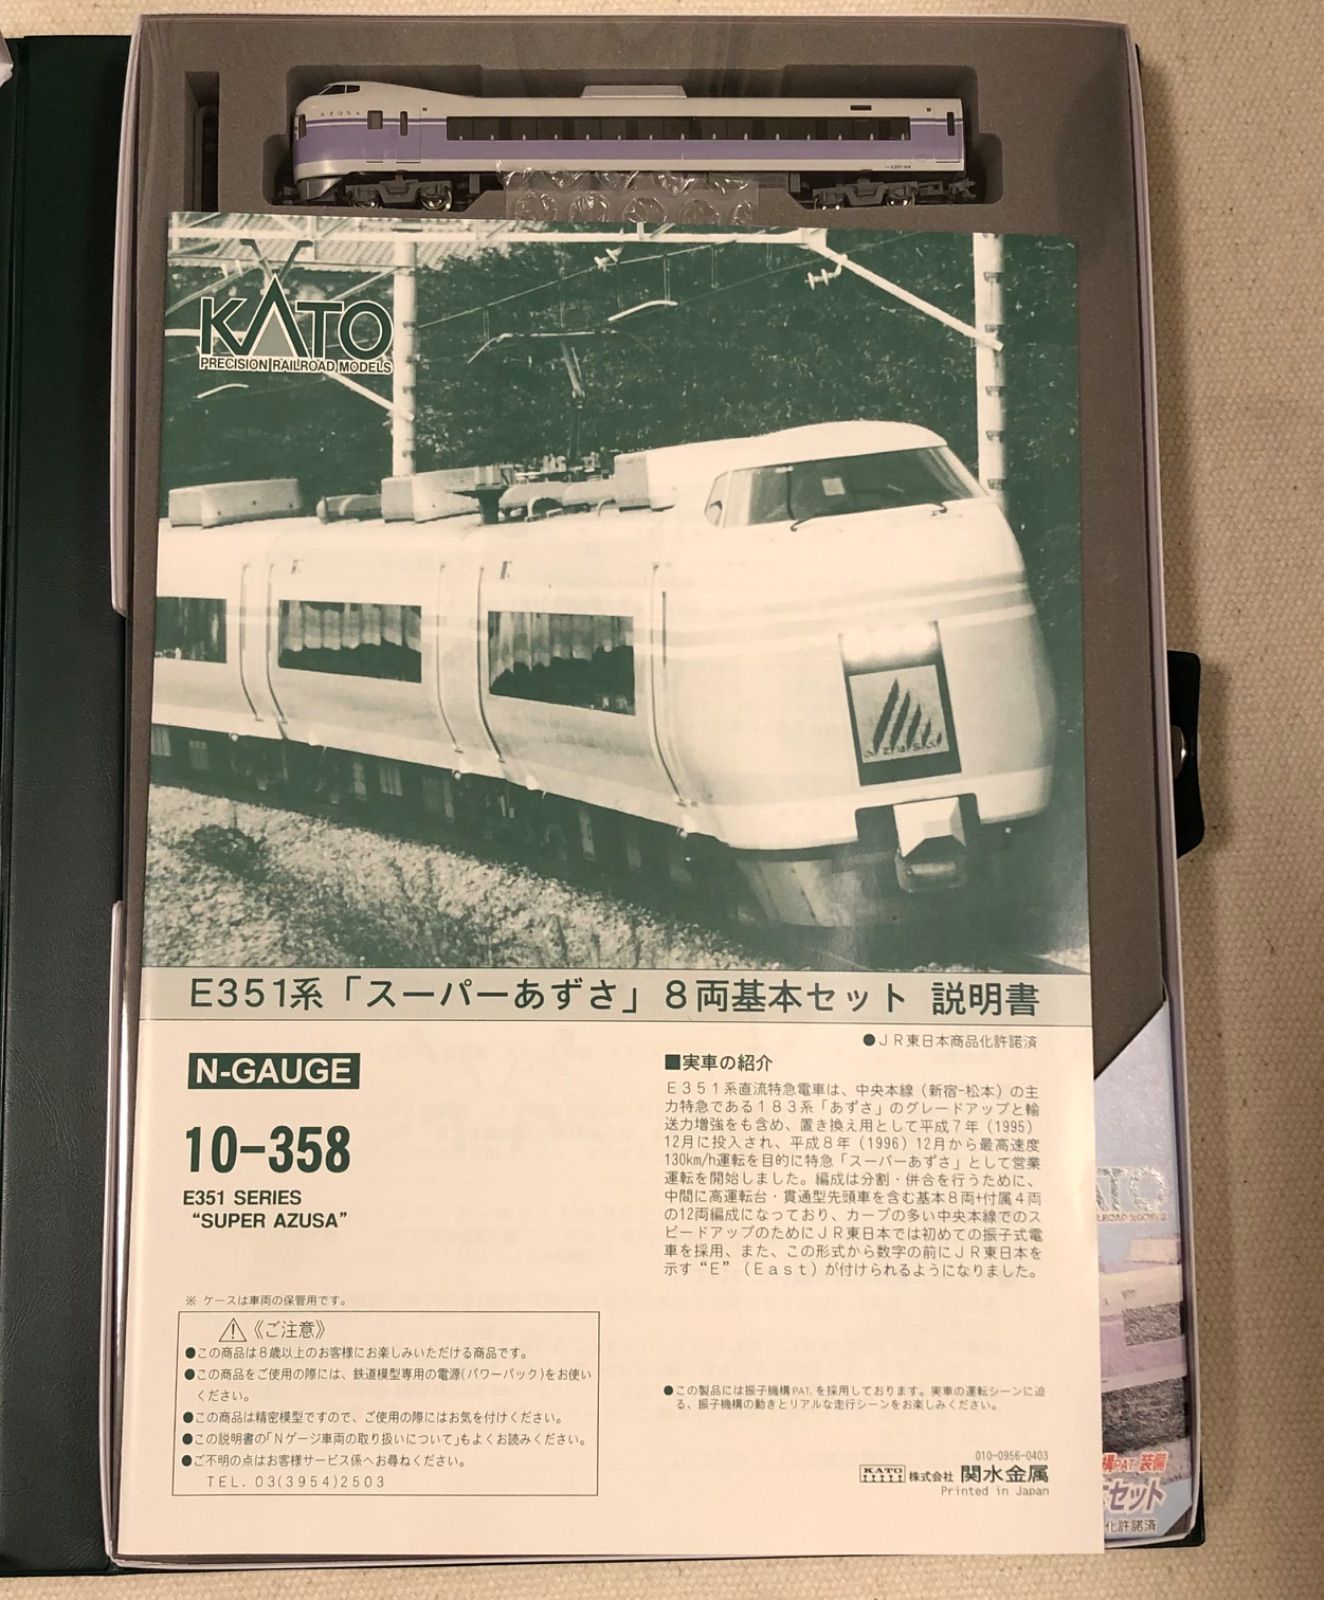 AZUSA
KATO
PRECISION RAILROAD MODELS
AZUSA
E351系「スーパーあずさ」8両基本セット 説明書
●JR東日本商品化許諾済
N-GAUGE
10-358
E351 SERIES
“SUPER AZUSA”
■実車の紹介
E351系直流特急電車は、中央本線(新宿-松本)の主
力特急である183系「あずさ」のグレードアップと輸
送力増強をも含め、置き換え用として平成7年(1995)
12月に投入され、平成8年(1996)12月から最高速度
130km/h運転を目的に特急「スーパーあずさ」として営業
運転を開始しました。編成は分割・併合を行うために、
中間に高運転台・貫通型先頭車を含む基本8両+付属4両
の12両編成になっており、カーブの多い中央本線でのス
ピードアップのためにJR東日本では初めての振子式電
車を採用、また、この形式から数字の前にJR東日本を
示す“E”(East)が付けられるようになりました。
※ ケースは車両の保管用です。
⚠《ご注意》
●この商品は8歳以上のお客様にお楽しみいただける商品です。
●この商品をご使用の際には、鉄道模型専用の電源(パワーパック)をお使い
ください。
●この商品は精密模型ですので、ご使用の際にはお気を付けください。
●この説明書の「Nゲージ車両の取り扱いについて」もよくお読みください。
●ご不明の点はお客様サービス係へお尋ねください。
TEL. 03(3954)2503
●この製品には振子機構PAT.を採用しております。実車の運転シーンに迫
る、振子機構の動きとリアルな走行シーンをお楽しみください。
010-0956-0403
KATO 株式会社 関水金属
Printed in Japan
構PAT.装備
セット
化許諾済